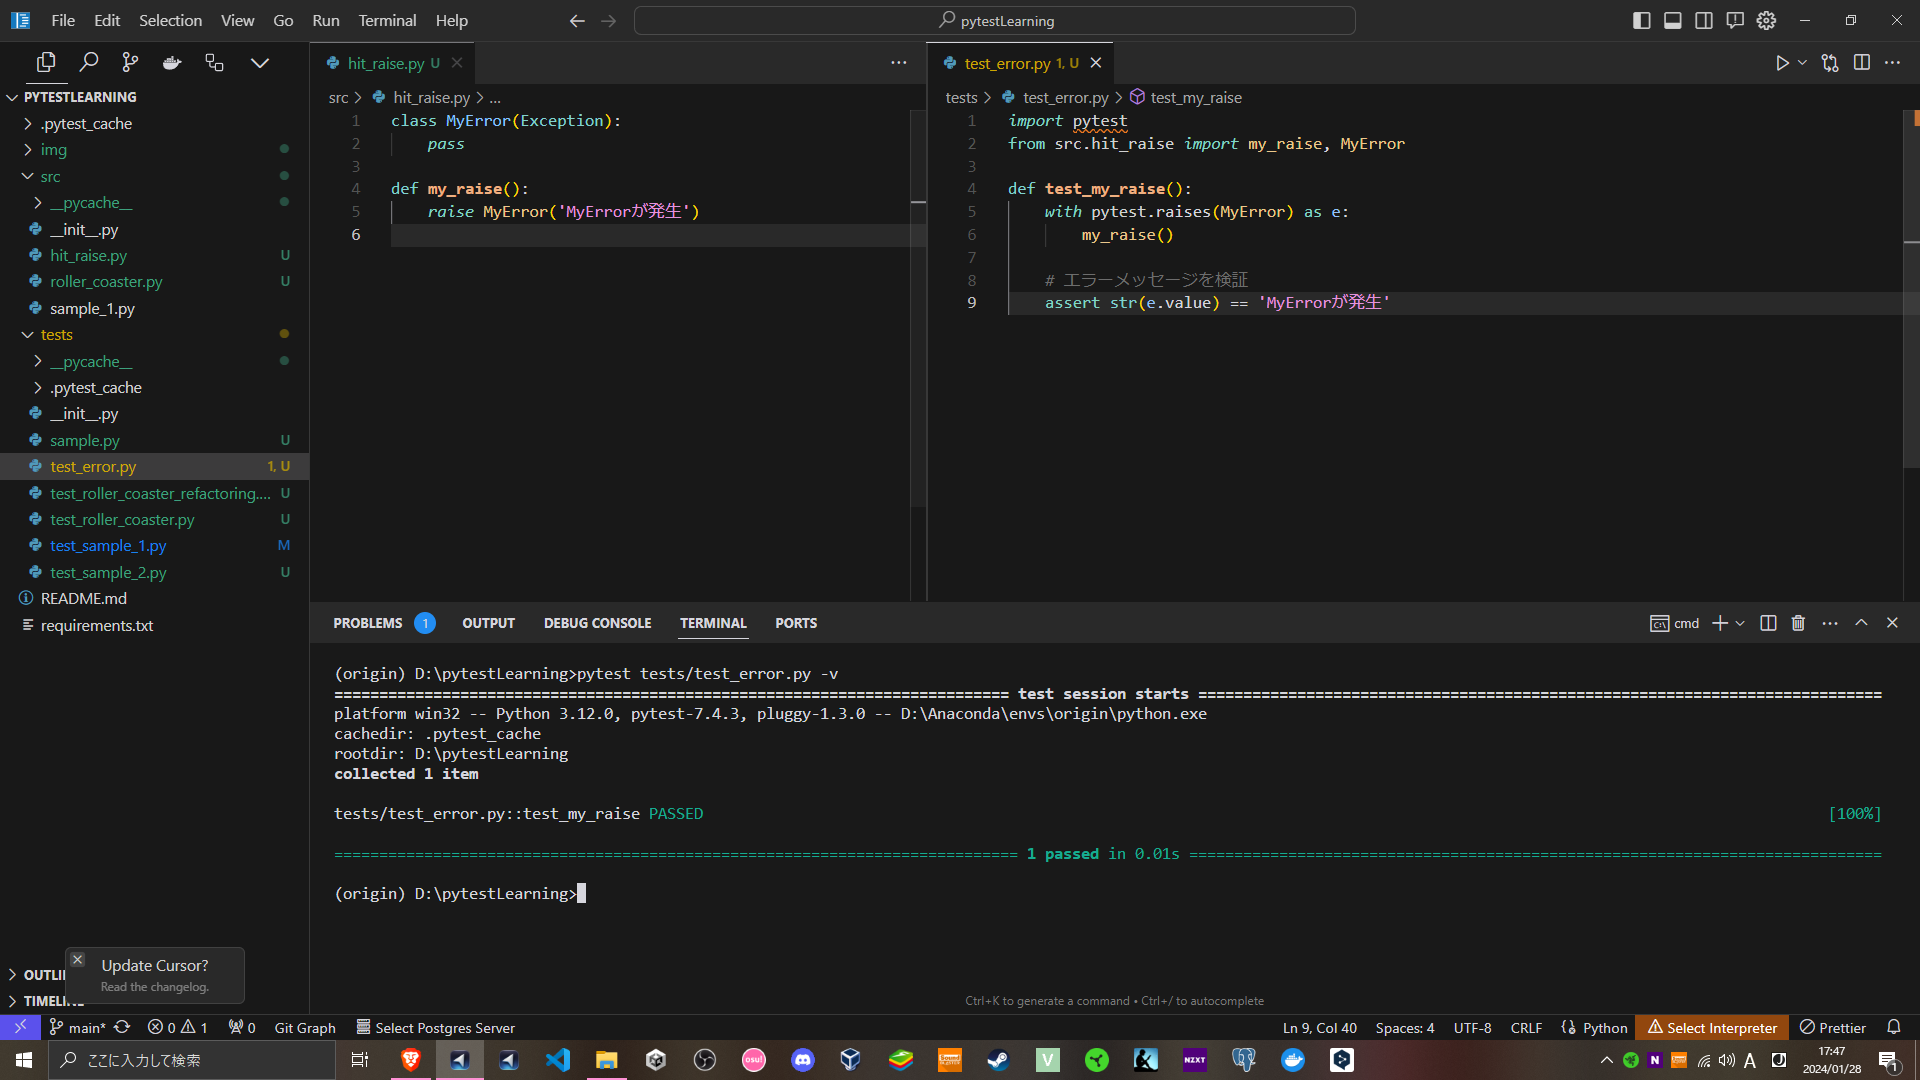 File Edit Selection View Go Run Terminal Help
pytestLearning
PYTESTLEARNING
.pytest_cache
img
src
__pycache__
__init__.py
hit_raise.py U
roller_coaster.py U
sample_1.py
tests
__pycache__
.pytest_cache
__init__.py
sample.py U
test_error.py 1, U
test_roller_coaster_refactoring.... U
test_roller_coaster.py U
test_sample_1.py M
test_sample_2.py U
README.md
requirements.txt
TIMELINE
Update Cursor?
Read the changelog.
hit_raise.py U
src > hit_raise.py > ...
1 class MyError(Exception):
2 pass
3
4 def my_raise():
5 raise MyError('MyErrorが発生')
6
test_error.py 1, U
tests > test_error.py > test_my_raise
1 import pytest
2 from src.hit_raise import my_raise, MyError
3
4 def test_my_raise():
5 with pytest.raises(MyError) as e:
6 my_raise()
7
8 # エラーメッセージを検証
9 assert str(e.value) == 'MyErrorが発生'
PROBLEMS 1 OUTPUT DEBUG CONSOLE TERMINAL PORTS
cmd
(origin) D:\pytestLearning>pytest tests/test_error.py -v
=========================================================================== test session starts ============================================================================
platform win32 -- Python 3.12.0, pytest-7.4.3, pluggy-1.3.0 -- D:\Anaconda\envs\origin\python.exe
cachedir: .pytest_cache
rootdir: D:\pytestLearning
collected 1 item
tests/test_error.py::test_my_raise PASSED [100%]
============================================================================ 1 passed in 0.01s =============================================================================
(origin) D:\pytestLearning>
Ctrl+K to generate a command • Ctrl+/ to autocomplete
main* 0 1 0 Git Graph Select Postgres Server
Ln 9, Col 40 Spaces: 4 UTF-8 CRLF Python Select Interpreter Prettier
ここに入力して検索
osu!
V
NZXT
N
A
17:47
2024/01/28
1